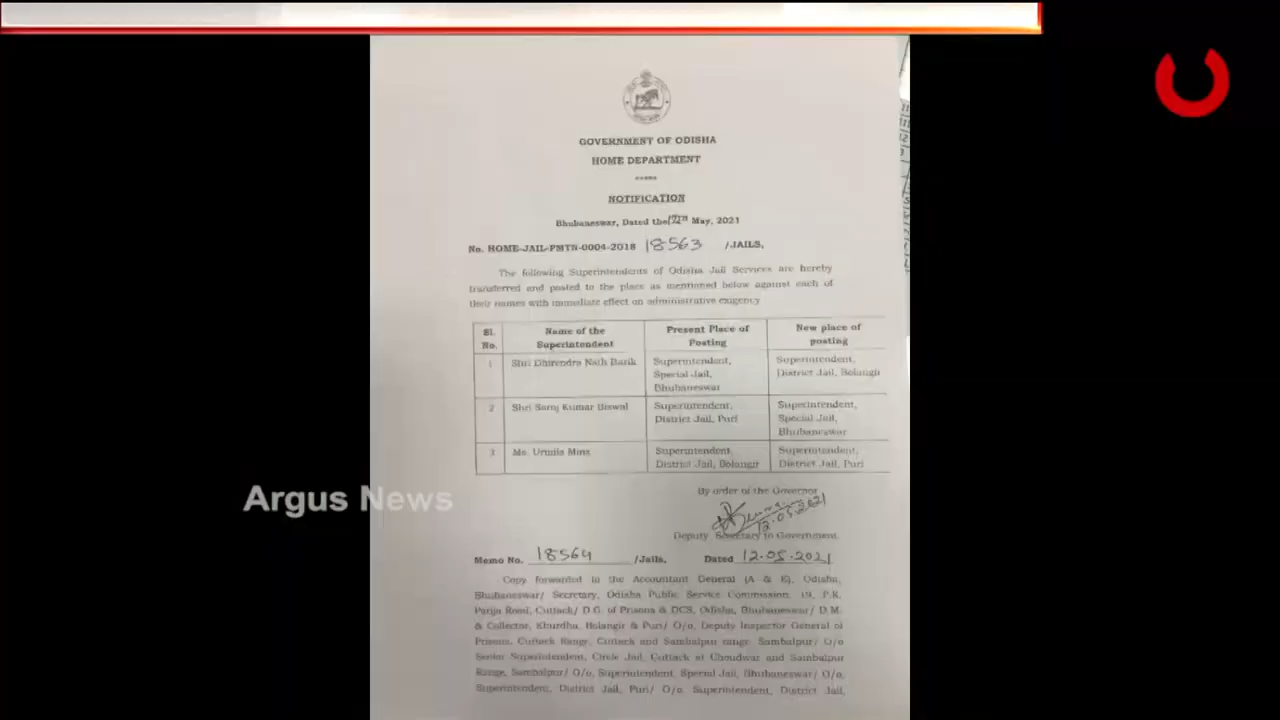 GOVERNMENT OF ODISHA
HOME DEPARTMENT
*****
NOTIFICATION
Bhubaneswar, Dated the 12th May, 2021
No. HOME-JAIL-PMTN-0004-2018 18563 /JAILS,
The following Superintendents of Odisha Jail Services are hereby
transferred and posted to the place as mentioned below against each of
their names with immediate effect on administrative exigency
Sl. No. Name of the Superintendent Present Place of Posting New place of posting
1 Shri Dhirendra Nath Barik Superintendent, Special Jail, Bhubaneswar Superintendent, District Jail, Bolangir
2 Shri Saroj Kumar Biswal Superintendent, District Jail, Puri Superintendent, Special Jail, Bhubaneswar
3 Ms. Urmila Minz Superintendent, District Jail, Bolangir Superintendent, District Jail, Puri
By order of the Governor
12.05.2021
Deputy Secretary to Government.
Argus News
Memo No. 18564 /Jails, Dated 12.05.2021
Copy forwarded to the Accountant General (A & E), Odisha,
Bhubaneswar/ Secretary, Odisha Public Service Commission, 19, P.K.
Parija Road, Cuttack/ D.G. of Prisons & DCS, Odisha, Bhubaneswar/ D.M.
& Collector, Khurdha, Bolangir & Puri/ O/o, Deputy Inspector General of
Prisons, Cuttack Range, Cuttack and Sambalpur range, Sambalpur/ O/o
Senior Superintendent, Circle Jail, Cuttack at Choudwar and Sambalpur
Range, Sambalpur/ O/o, Superintendent, Special Jail, Bhubaneswar/ O/o,
Superintendent, District Jail, Puri/ O/o, Superintendent, District Jail,